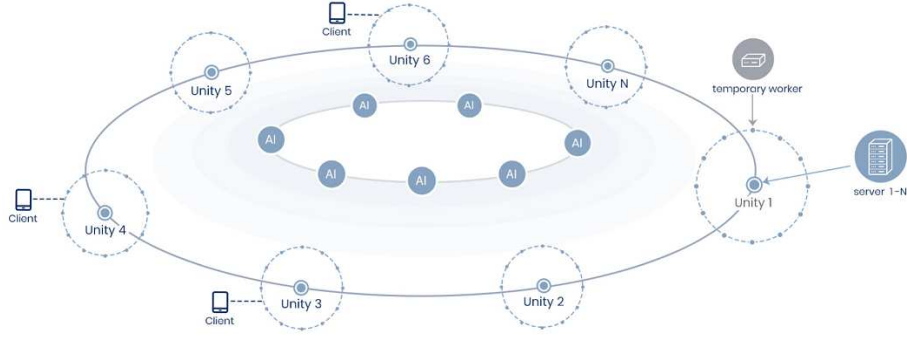 Client
Unity 6
Unity 5
Unity N
temporary worker
AI
AI
AI
AI
AI
AI
AI
server 1-N
Unity 1
Client
Unity 4
Unity 3
Unity 2
Client